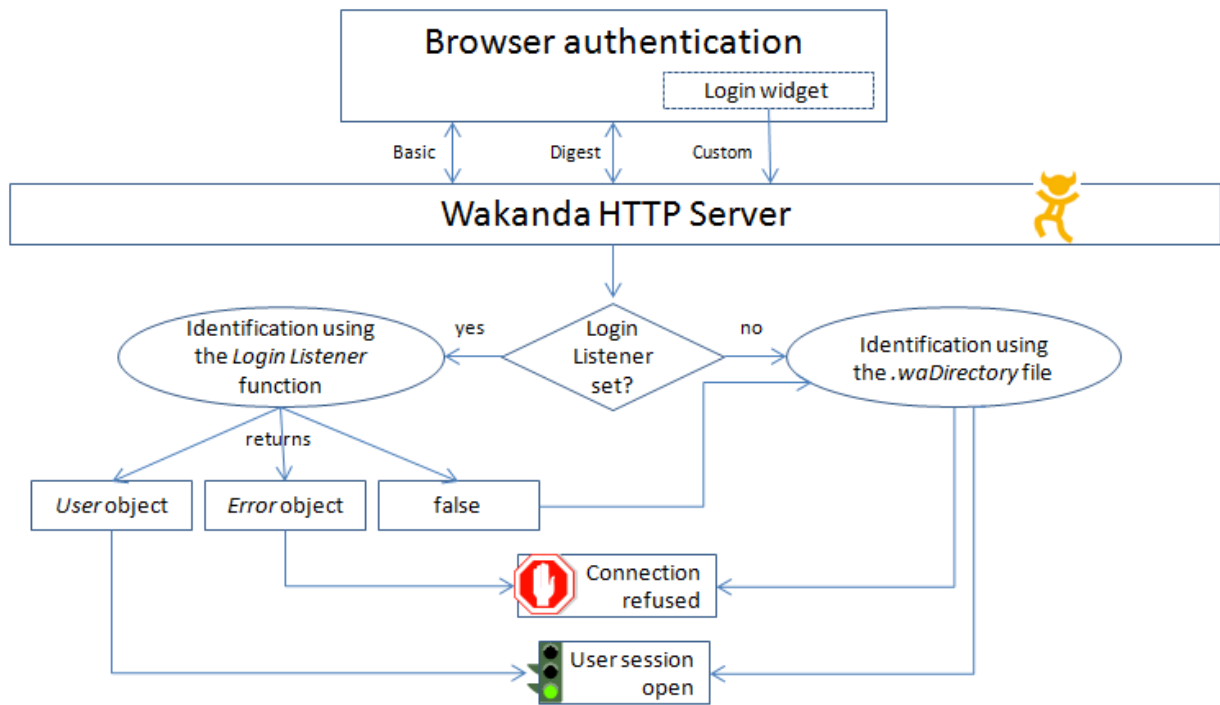 Browser authentication
Login widget
Basic
Digest
Custom
Wakanda HTTP Server
Identification using
the Login Listener
function
yes
Login
Listener
set?
no
Identification using
the .waDirectory file
returns
User object
Error object
false
Connection
refused
User session
open